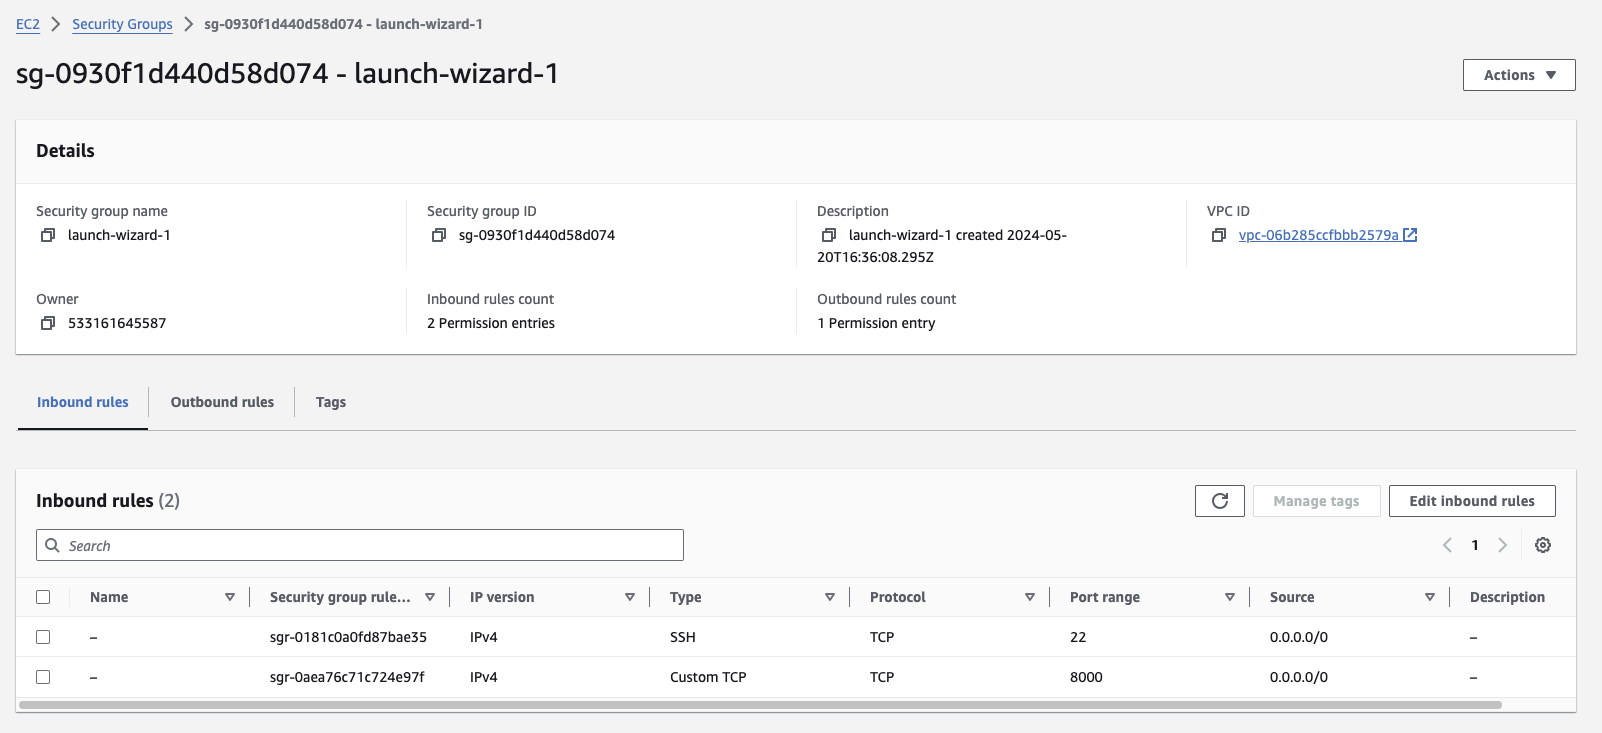 EC2 > Security Groups > sg-0930f1d440d58d074 - launch-wizard-1
sg-0930f1d440d58d074 - launch-wizard-1
Actions
Details
Security group name
launch-wizard-1
Security group ID
sg-0930f1d440d58d074
Description
launch-wizard-1 created 2024-05-
20T16:36:08.295Z
VPC ID
vpc-06b285ccfbbb2579a
Owner
533161645587
Inbound rules count
2 Permission entries
Outbound rules count
1 Permission entry
Inbound rules
Outbound rules
Tags
Inbound rules (2)
Manage tags
Edit inbound rules
Search
1
Name Security group rule... IP version Type Protocol Port range Source Description
– sgr-0181c0a0fd87bae35 IPv4 SSH TCP 22 0.0.0.0/0 –
– sgr-0aea76c71c724e97f IPv4 Custom TCP TCP 8000 0.0.0.0/0 –